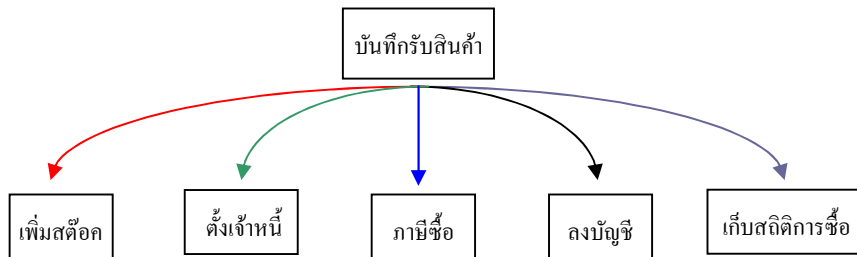 บันทึกรับสินค้า
เพิ่มสต๊อค
ตั้งเจ้าหนี้
ภาษีซื้อ
ลงบัญชี
เก็บสถิติการซื้อ